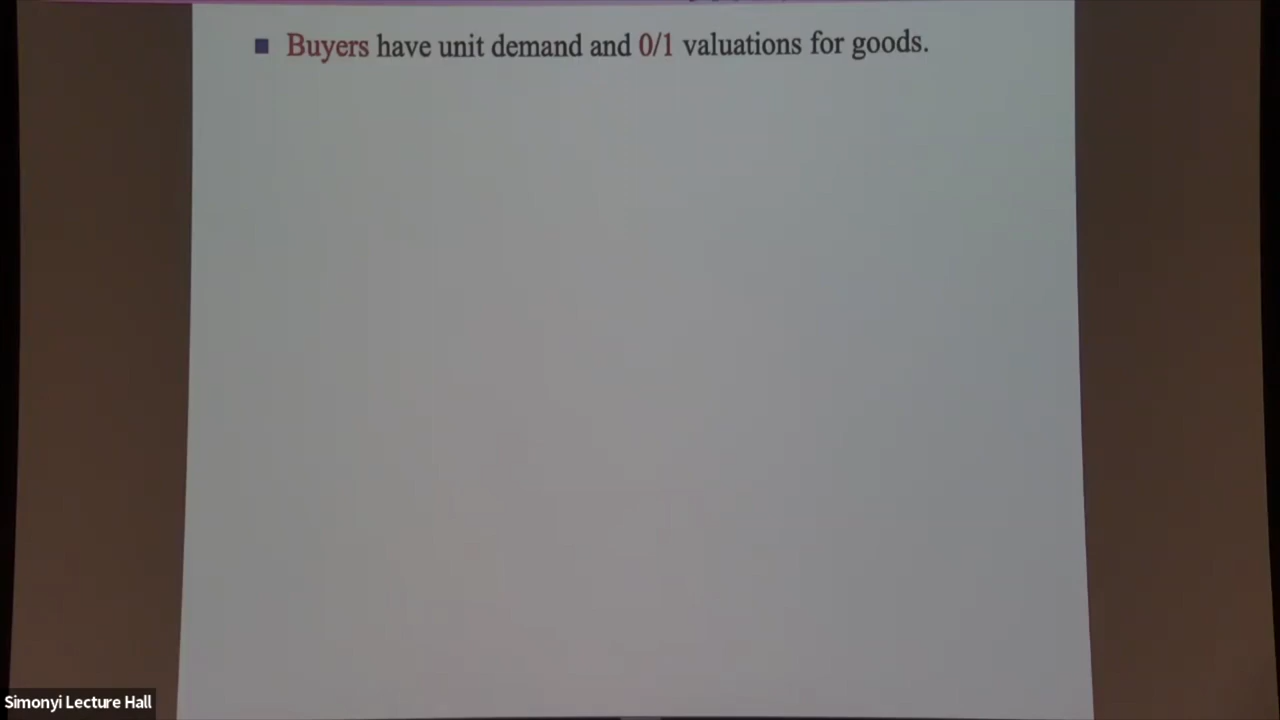 Buyers have unit demand and 0/1 valuations for goods.
Simonyi Lecture Hall